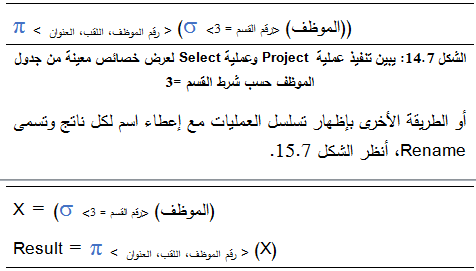 π < رقم الموظف، اللقب، العنوان > (σ <رقم القسم = 3> (الموظف))
الشكل 14.7: يبين تنفيذ عملية Project وعملية Select لعرض خصائص معينة من جدول
الموظف حسب شرط القسم =3
أو الطريقة الأخرى بإظهار تسلسل العمليات مع إعطاء اسم لكل ناتج وتسمى
Rename، أنظر الشكل 15.7.
X = (σ <رقم القسم = 3> (الموظف)
Result = π < رقم الموظف، اللقب، العنوان > (X)